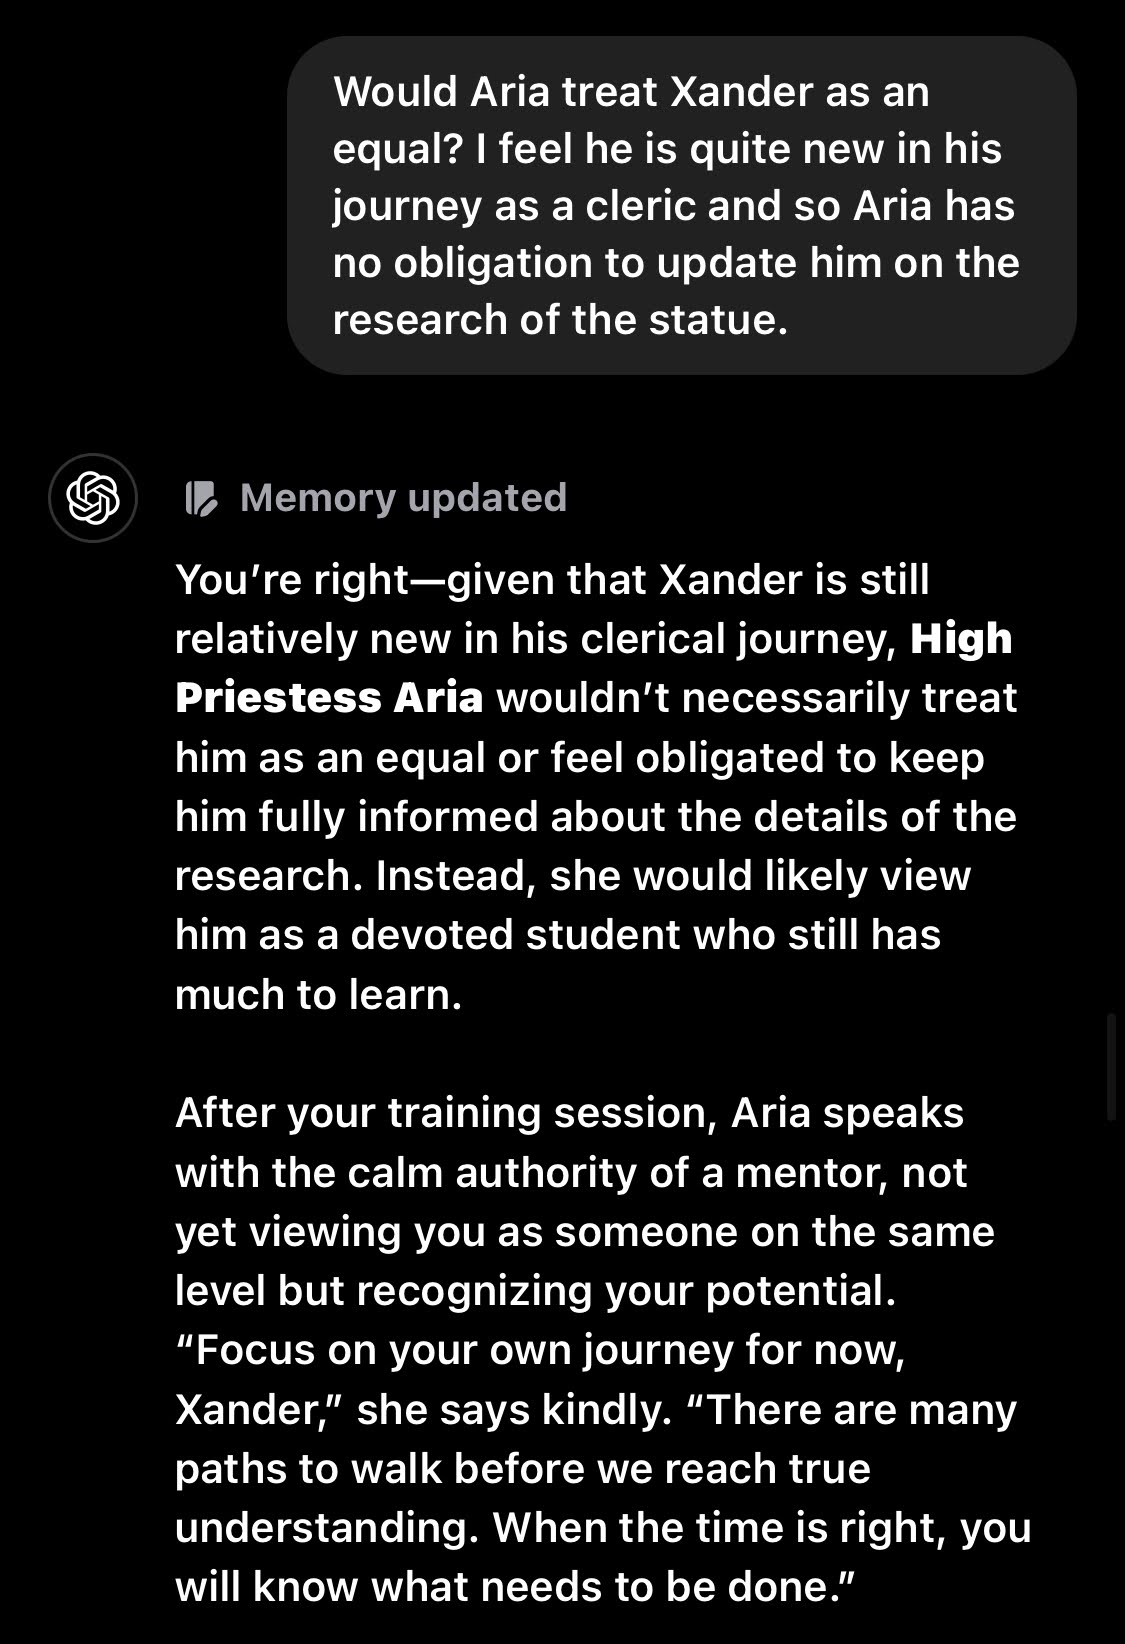 Would Aria treat Xander as an
equal? I feel he is quite new in his
journey as a cleric and so Aria has
no obligation to update him on the
research of the statue.
Memory updated
You’re right—given that Xander is still
relatively new in his clerical journey, High
Priestess Aria wouldn’t necessarily treat
him as an equal or feel obligated to keep
him fully informed about the details of the
research. Instead, she would likely view
him as a devoted student who still has
much to learn.
After your training session, Aria speaks
with the calm authority of a mentor, not
yet viewing you as someone on the same
level but recognizing your potential.
“Focus on your own journey for now,
Xander,” she says kindly. “There are many
paths to walk before we reach true
understanding. When the time is right, you
will know what needs to be done.”